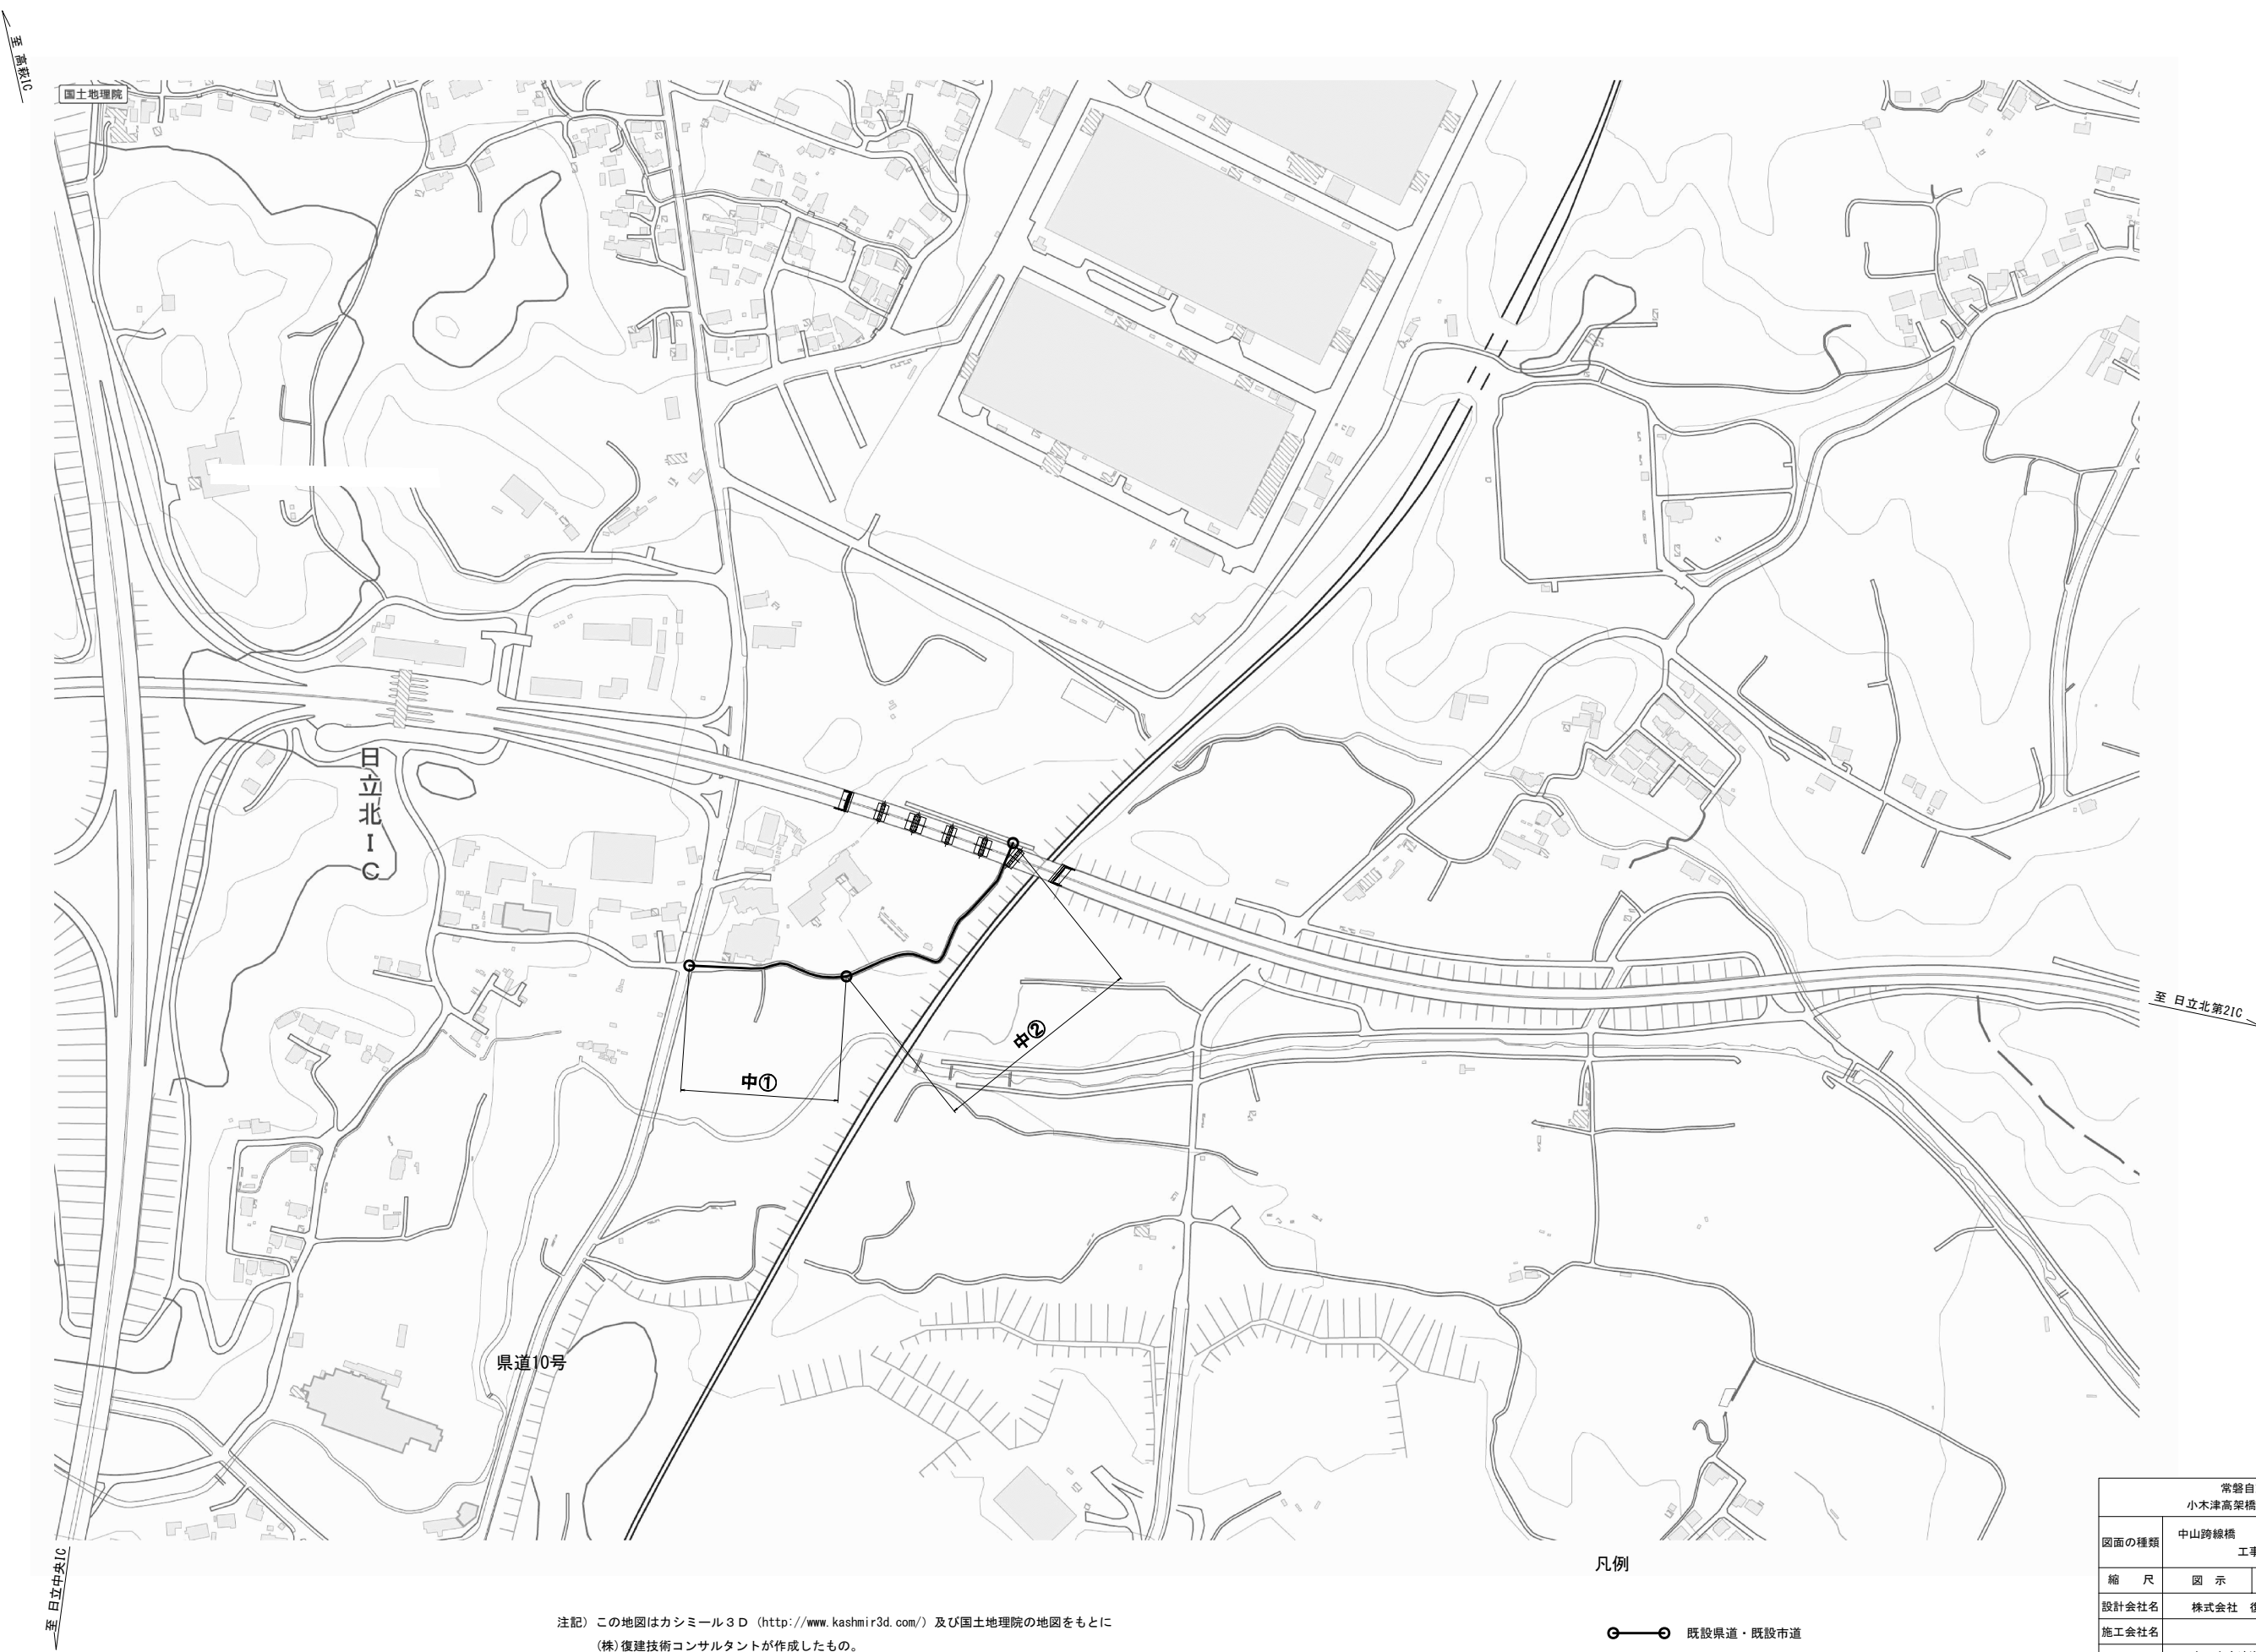 至 高萩IC
国土地理院
日立北IC
至 日立北第2IC
中②
中①
県道10号
至 日立中央IC
凡例
既設県道・既設市道
注記）この地図はカシミール３Ｄ（http://www.kashmir3d.com/）及び国土地理院の地図をもとに
(株)復建技術コンサルタントが作成したもの。
常磐自
小木津高架橋
図面の種類 中山跨線橋
工事
縮 尺 図 示
設計会社名 株式会社
施工会社名